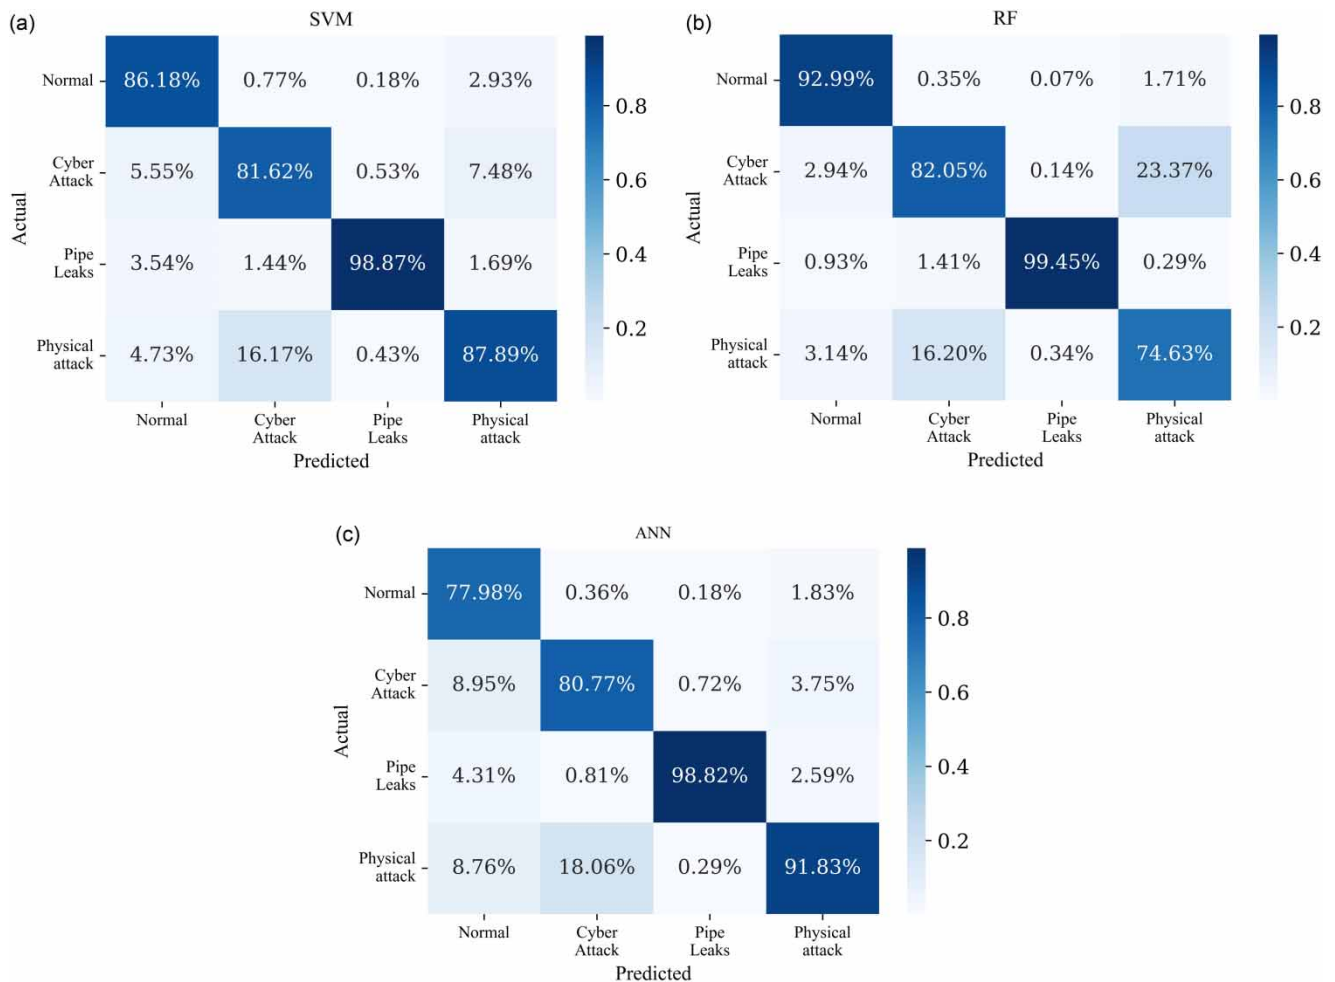 (a)
SVM
Normal
86.18% 0.77% 0.18% 2.93%
0.8
Cyber
Attack
5.55% 81.62% 0.53% 7.48%
0.6
Actual
Pipe
Leaks
3.54% 1.44% 98.87% 1.69%
0.4
Physical
attack
4.73% 16.17% 0.43% 87.89%
0.2
Normal Cyber Pipe Physical
Attack Leaks attack
Predicted
(b)
RF
Normal
92.99% 0.35% 0.07% 1.71%
0.8
Cyber
Attack
2.94% 82.05% 0.14% 23.37%
0.6
Actual
Pipe
Leaks
0.93% 1.41% 99.45% 0.29%
0.4
Physical
attack
3.14% 16.20% 0.34% 74.63%
0.2
Normal Cyber Pipe Physical
Attack Leaks attack
Predicted
(c)
ANN
Normal
77.98% 0.36% 0.18% 1.83%
0.8
Cyber
Attack
8.95% 80.77% 0.72% 3.75%
0.6
Actual
Pipe
Leaks
4.31% 0.81% 98.82% 2.59%
0.4
Physical
attack
8.76% 18.06% 0.29% 91.83%
0.2
Normal Cyber Pipe Physical
Attack Leaks attack
Predicted